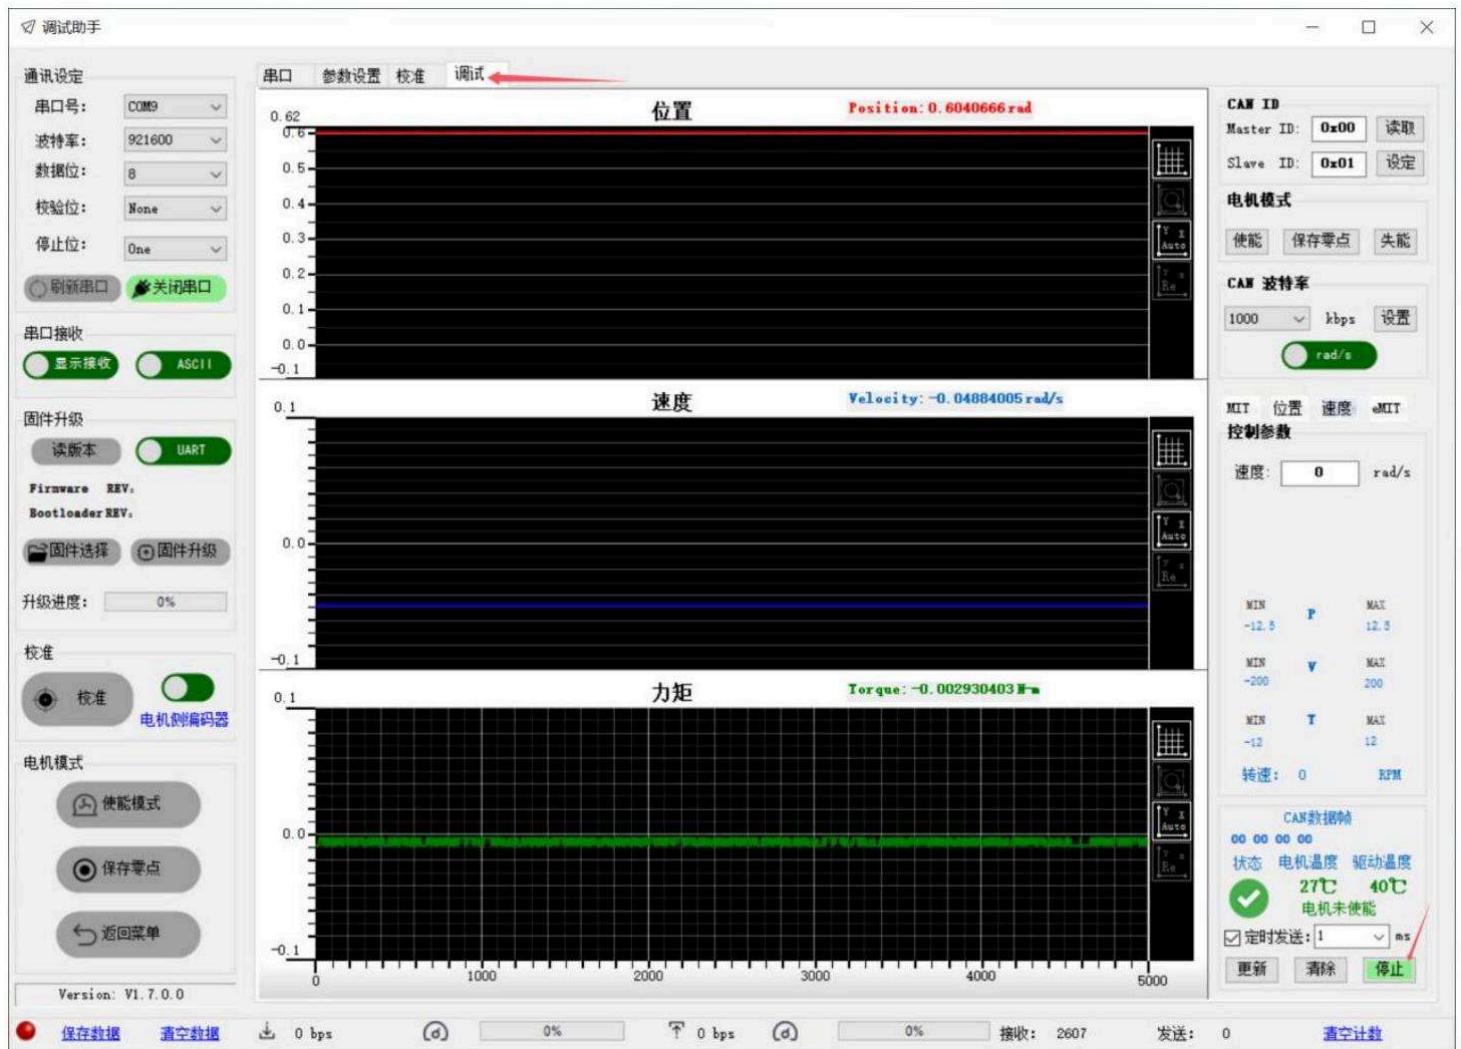 调试助手
通讯设定
串口号: COM9
波特率: 921600
数据位: 8
校验位: None
停止位: One
刷新串口 关闭串口
串口接收
显示接收 ASCII
固件升级
读版本 UART
Firmware REV:
Bootloader REV:
固件选择 固件升级
升级进度: 0%
校准
校准
电机侧编码器
电机模式
使能模式
保存零点
返回菜单
Version: V1.7.0.0
串口 参数设置 校准 调试
位置 Position:0.6040666rad
0.62
0.6
0.5
0.4
0.3
0.2
0.1
0.0
-0.1
Y X
Auto
Re
速度 Velocity:-0.04884005rad/s
0.1
0.0
-0.1
Y X
Auto
Re
力矩 Torque:-0.002930403N-m
0.1
0.0
-0.1
Y X
Auto
Re
0 1000 2000 3000 4000 5000
CAN ID
Master ID: 0x00 读取
Slave ID: 0x01 设定
电机模式
使能 保存零点 失能
CAN 波特率
1000 kbps 设置
rad/s
MIT 位置 速度 eMIT
控制参数
速度: 0 rad/s
MIN P MAX
-12.5 12.5
MIN V MAX
-200 200
MIN T MAX
-12 12
转速: 0 RPM
CAN数据帧
00 00 00 00
状态 电机温度 驱动温度
27℃ 40℃
电机未使能
定时发送: 1 ms
更新 清除 停止
保存数据 清空数据 0 bps 0% 0 bps 0% 接收: 2607 发送: 0 清空计数